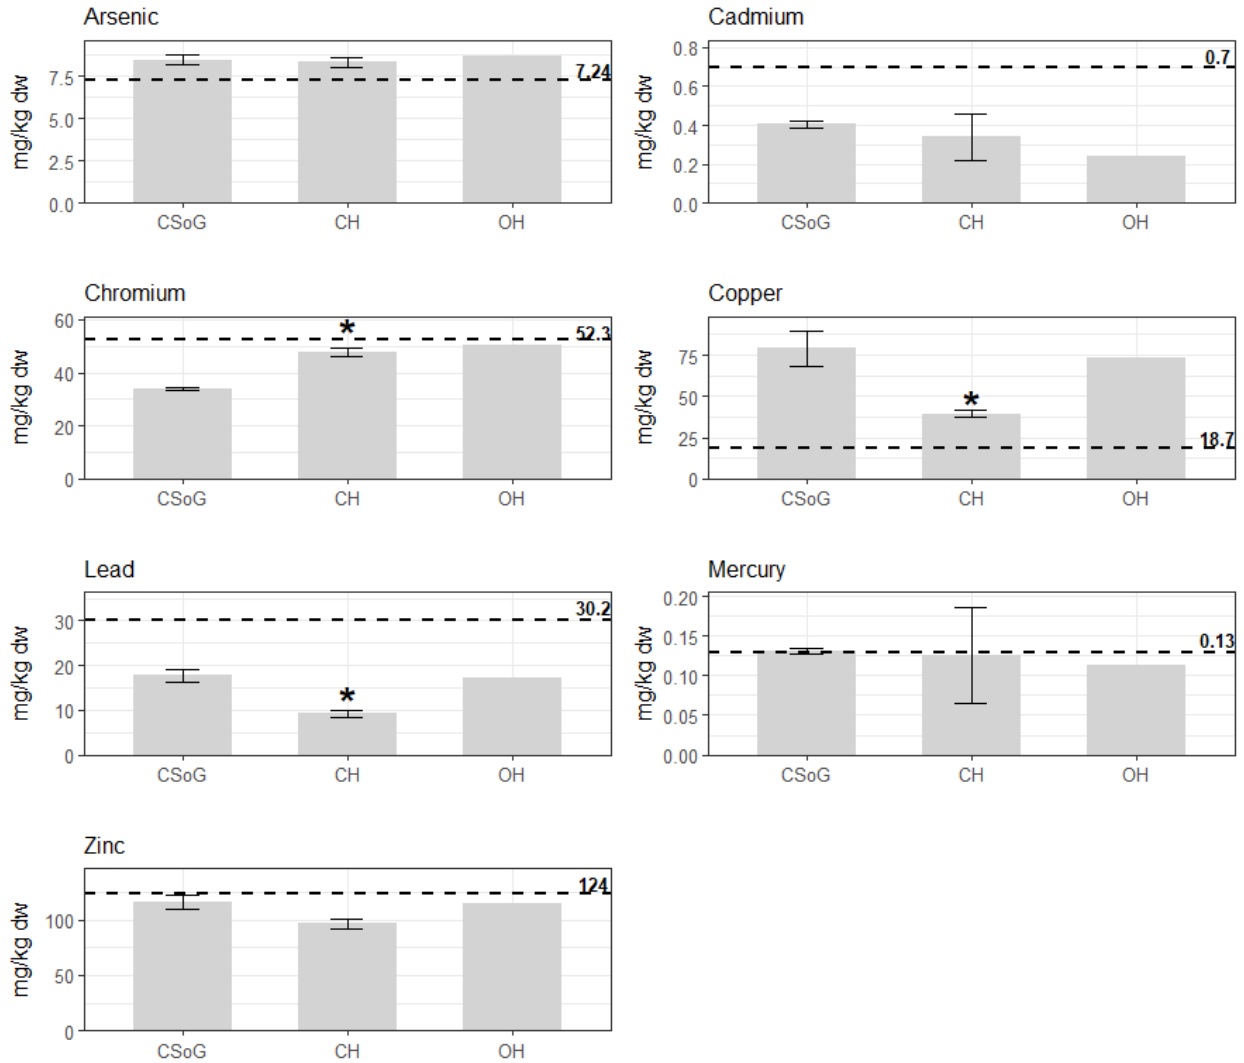 Arsenic
mg/kg dw
7.5
5.0
2.5
0.0
7.24
CSoG CH OH
Cadmium
mg/kg dw
0.8
0.6
0.4
0.2
0.0
0.7
CSoG CH OH
Chromium
mg/kg dw
60
40
20
0
*
52.3
CSoG CH OH
Copper
mg/kg dw
75
50
25
0
*
18.7
CSoG CH OH
Lead
mg/kg dw
30
20
10
0
*
30.2
CSoG CH OH
Mercury
mg/kg dw
0.20
0.15
0.10
0.05
0.00
0.13
CSoG CH OH
Zinc
mg/kg dw
100
50
0
124
CSoG CH OH